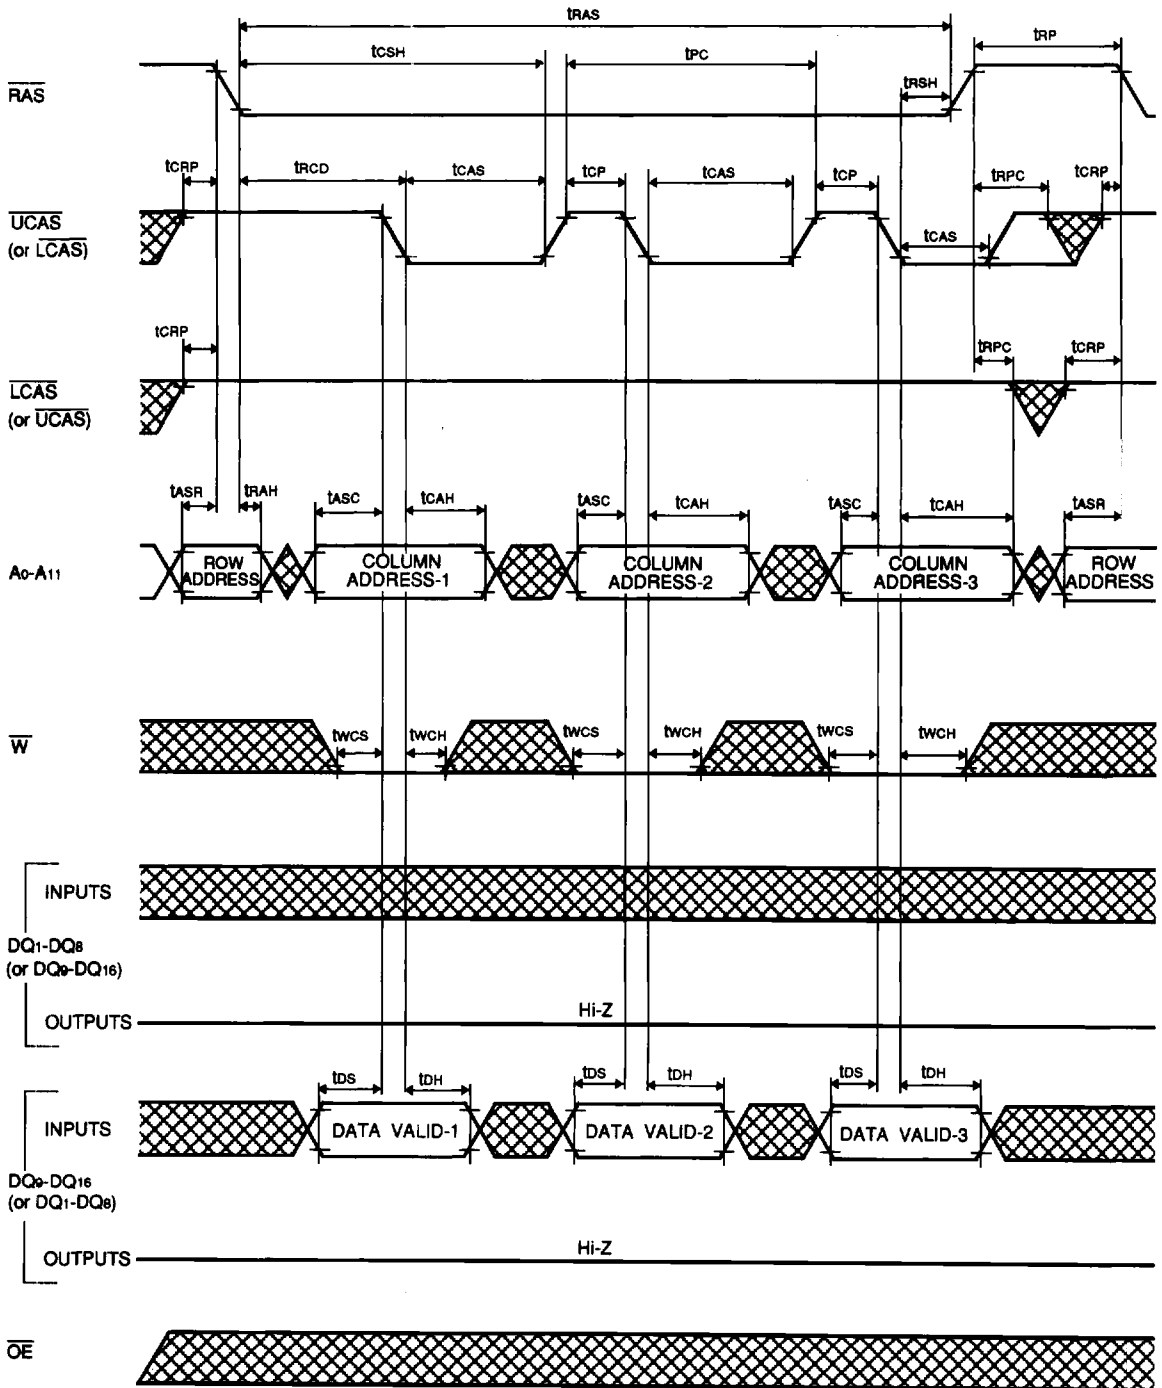 tRAS
tRP
tCSH
tPC
tRSH
RAS
tCRP
tRCD
tCAS
tCP
tCAS
tCP
tRPC
tCRP
UCAS
(or LCAS)
tCAS
tCRP
tRPC
tCRP
LCAS
(or UCAS)
tASR
tRAH
tASC
tCAH
tASC
tCAH
tASC
tCAH
tASR
A0-A11
ROW
ADDRESS
COLUMN
ADDRESS-1
COLUMN
ADDRESS-2
COLUMN
ADDRESS-3
ROW
ADDRESS
W
tWCS
tWCH
tWCS
tWCH
tWCS
tWCH
INPUTS
DQ1-DQ8
(or DQ9-DQ16)
OUTPUTS
Hi-Z
tDS
tDH
tDS
tDH
tDS
tDH
INPUTS
DATA VALID-1
DATA VALID-2
DATA VALID-3
DQ9-DQ16
(or DQ1-DQ8)
OUTPUTS
Hi-Z
OE